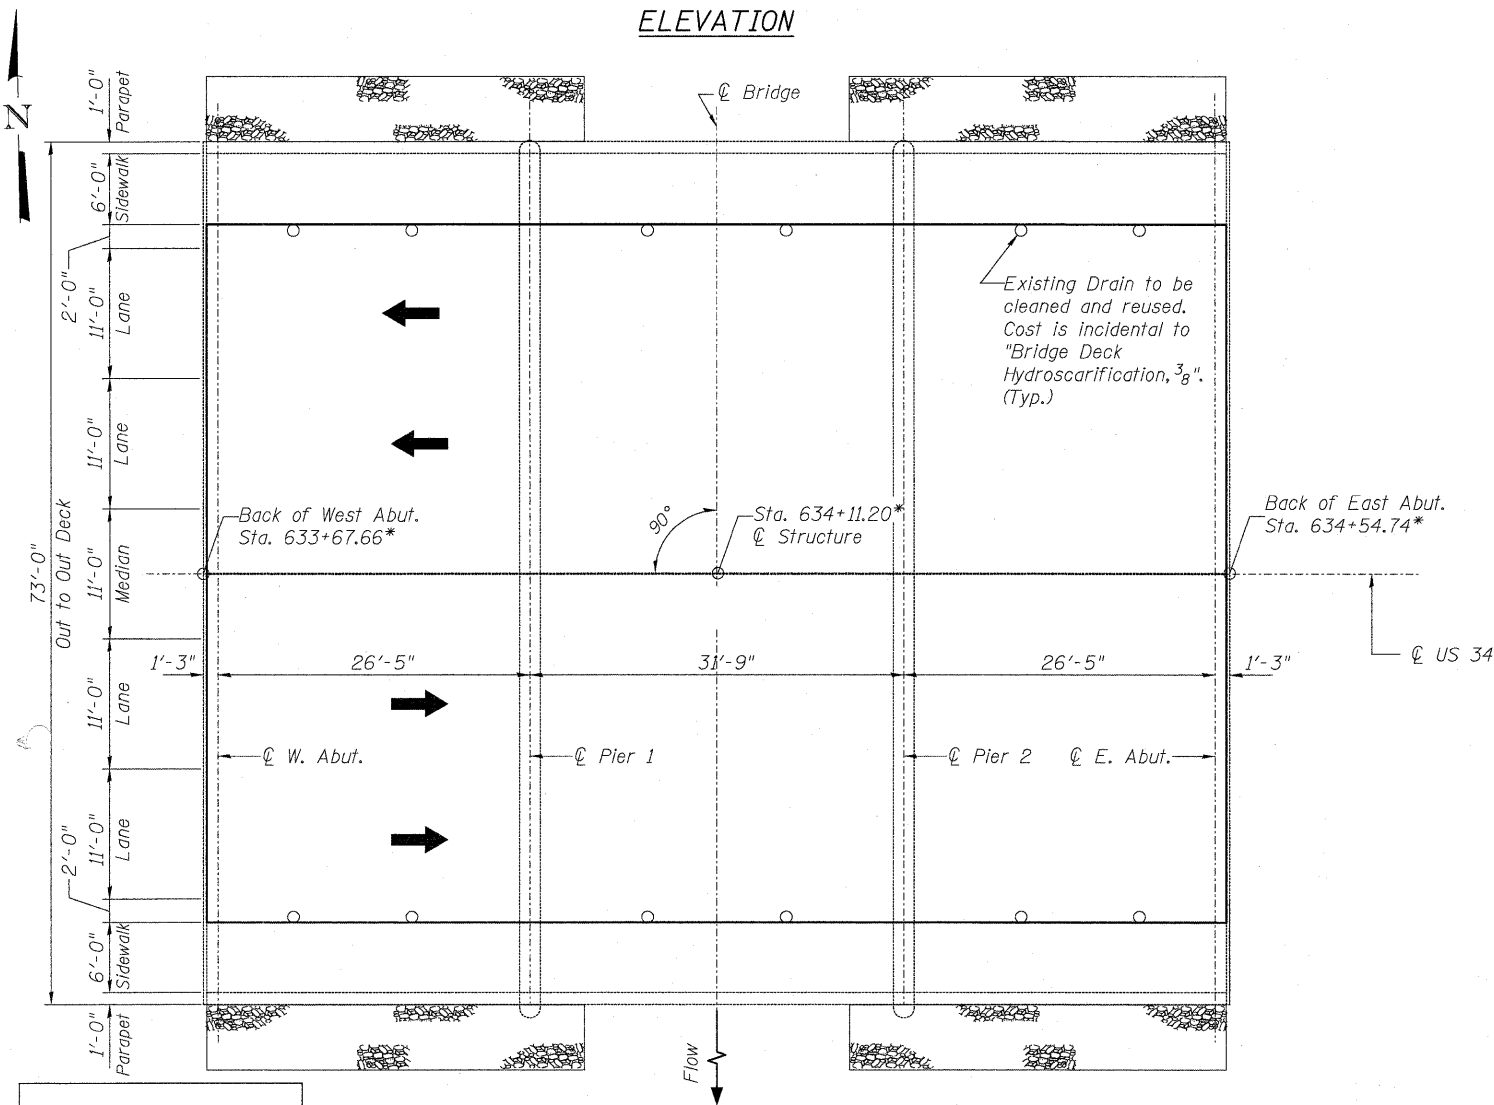 ELEVATION
N
1'-0"
Parapet
6'-0"
Sidewalk
2'-0"
11'-0"
Lane
11'-0"
Lane
11'-0"
Median
11'-0"
Lane
11'-0"
Lane
2'-0"
6'-0"
Sidewalk
1'-0"
Parapet
73'-0"
Out to Out Deck
℄ Bridge
Existing Drain to be
cleaned and reused.
Cost is incidental to
"Bridge Deck
Hydroscarification, 3/8".
(Typ.)
Back of West Abut.
Sta. 633+67.66*
90°
Sta. 634+11.20*
℄ Structure
Back of East Abut.
Sta. 634+54.74*
1'-3"
26'-5"
31'-9"
26'-5"
1'-3"
℄ US 34
℄ W. Abut.
℄ Pier 1
℄ Pier 2
℄ E. Abut.
Flow